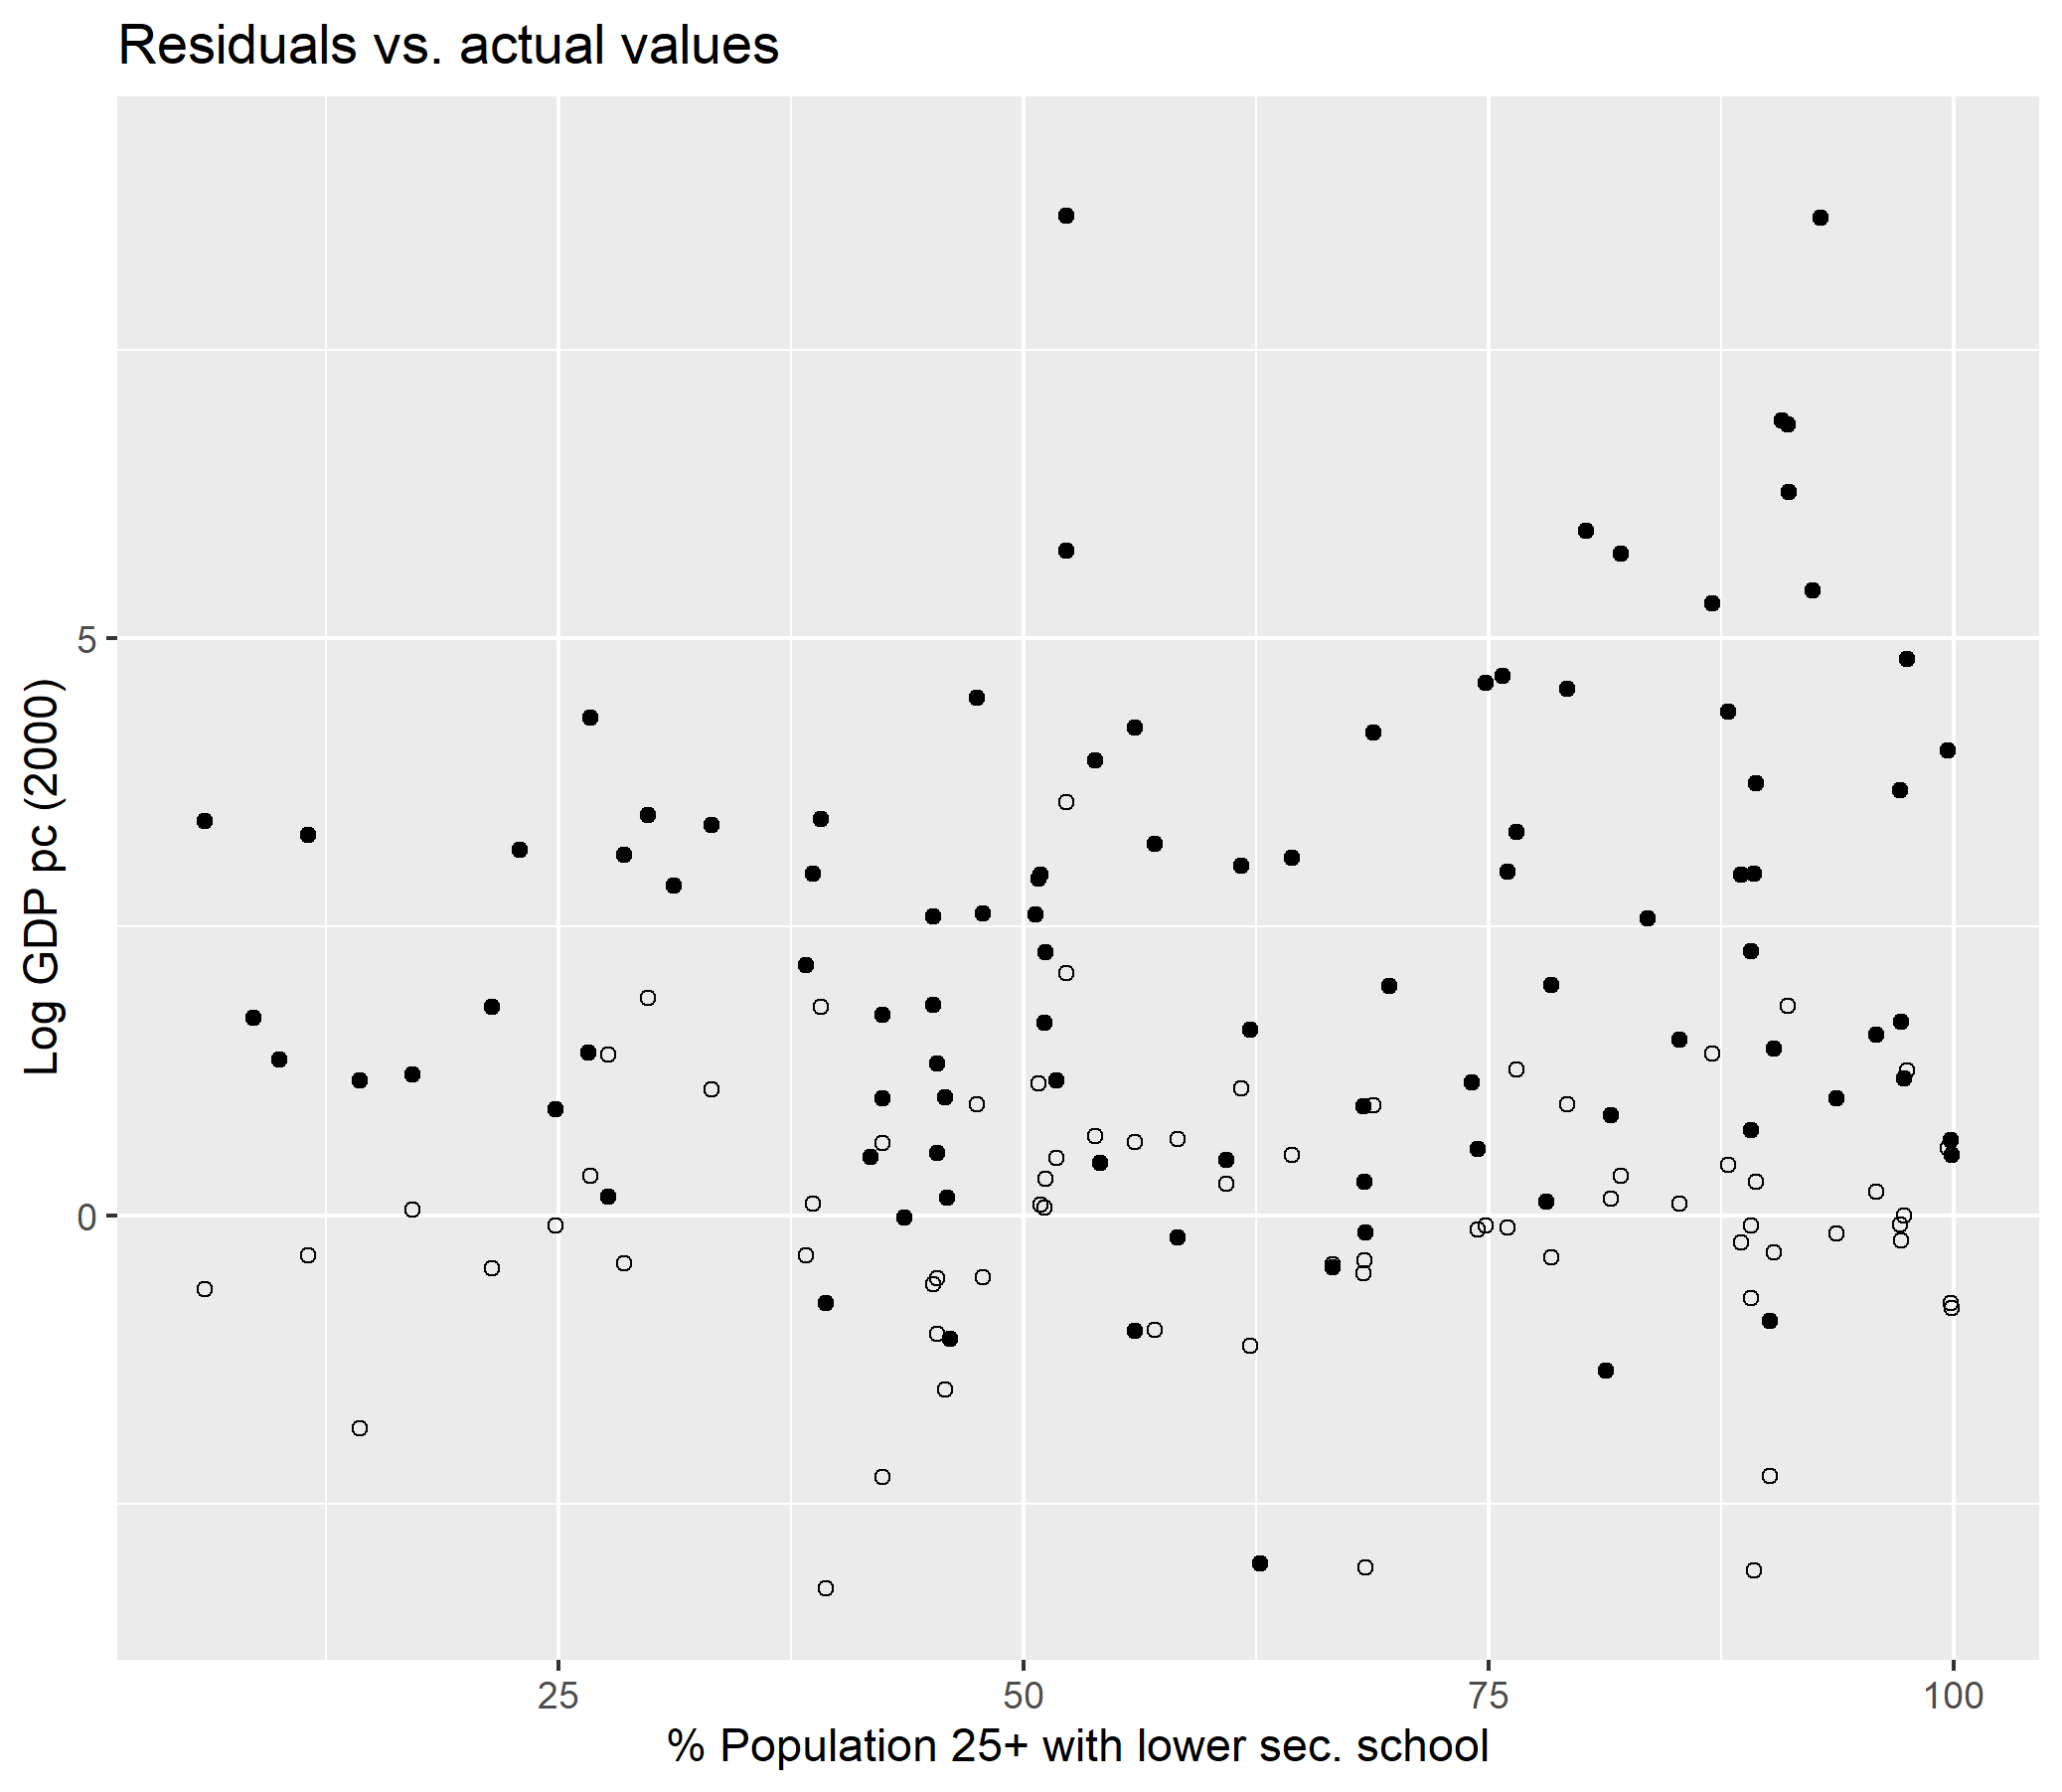 Residuals vs. actual values
Log GDP pc (2000)
5
0
25 50 75 100
% Population 25+ with lower sec. school